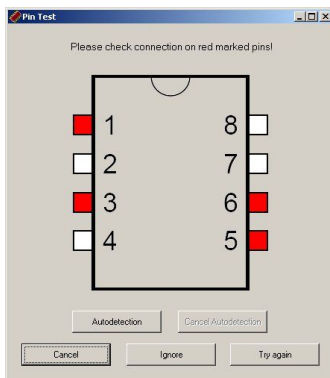 Pin Test
Please check connection on red marked pins!
1 8
2 7
3 6
4 5
Autodetection Cancel Autodetection
Cancel Ignore Try again